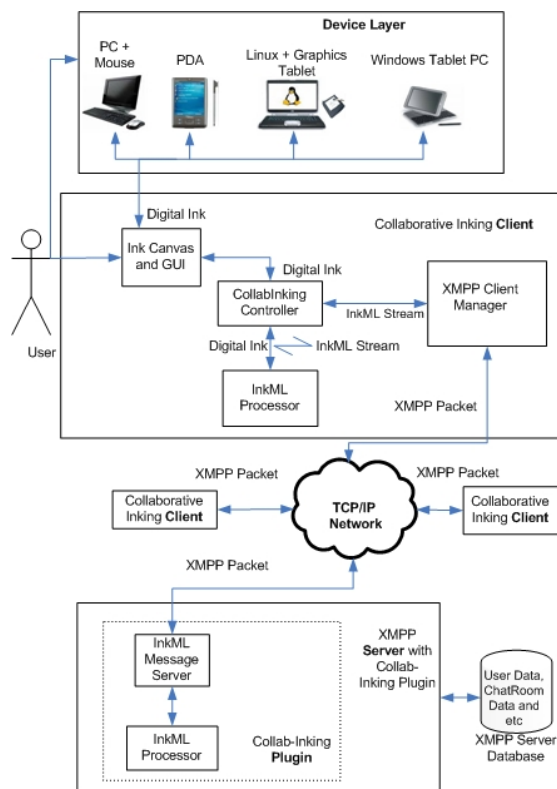 Device Layer
PC +
Mouse
PDA
Linux + Graphics
Tablet
Windows Tablet PC
Digital Ink
Collaborative Inking Client
Ink Canvas
and GUI
Digital Ink
CollabInking
Controller
XMPP Client
Manager
InkML Stream
User
Digital Ink
InkML Stream
InkML
Processor
XMPP Packet
XMPP Packet
XMPP Packet
Collaborative
Inking Client
TCP/IP
Network
Collaborative
Inking Client
XMPP Packet
InkML
Message
Server
XMPP
Server with
Collab-
Inking Plugin
User Data,
ChatRoom
Data and
etc
InkML
Processor
Collab-Inking
Plugin
XMPP Server
Database